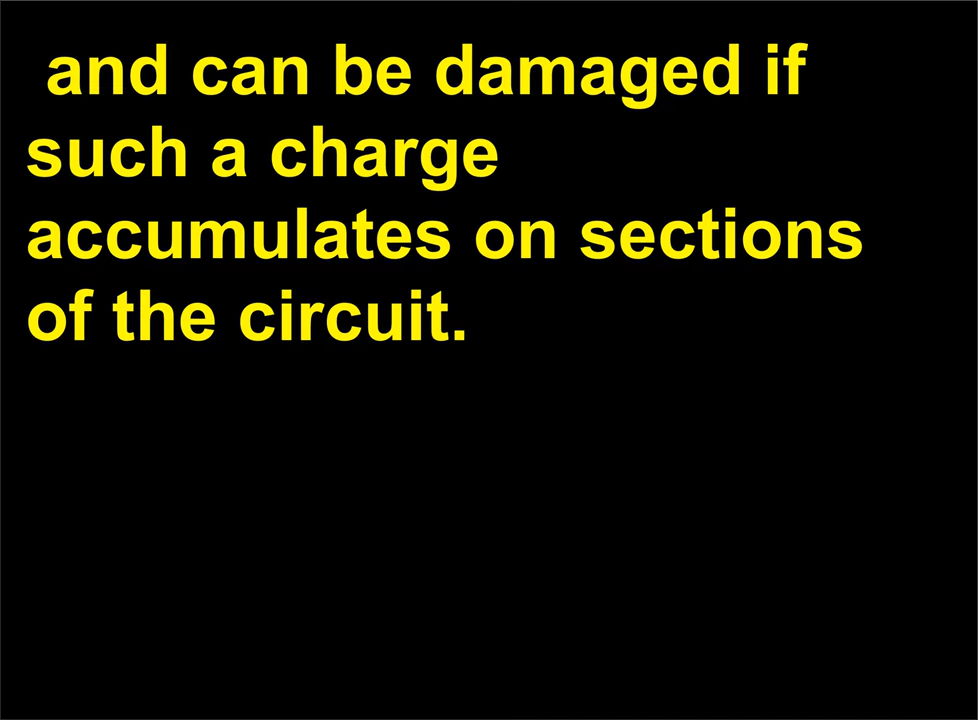 and can be damaged if
such a charge
accumulates on sections
of the circuit.